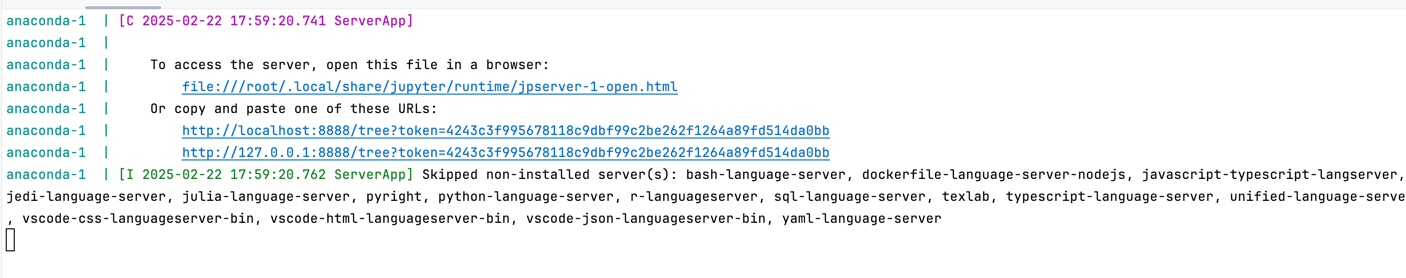 anaconda-1  | [C 2025-02-22 17:59:20.741 ServerApp]
anaconda-1  |
anaconda-1  |     To access the server, open this file in a browser:
anaconda-1  |         file:///root/.local/share/jupyter/runtime/jpserver-1-open.html
anaconda-1  |     Or copy and paste one of these URLs:
anaconda-1  |         http://localhost:8888/tree?token=4243c3f995678118c9dbf99c2be262f1264a89fd514da0bb
anaconda-1  |         http://127.0.0.1:8888/tree?token=4243c3f995678118c9dbf99c2be262f1264a89fd514da0bb
anaconda-1  | [I 2025-02-22 17:59:20.762 ServerApp] Skipped non-installed server(s): bash-language-server, dockerfile-language-server-nodejs, javascript-typescript-langserver,
jedi-language-server, julia-language-server, pyright, python-language-server, r-languageserver, sql-language-server, texlab, typescript-language-server, unified-language-serve
, vscode-css-languageserver-bin, vscode-html-languageserver-bin, vscode-json-languageserver-bin, yaml-language-server